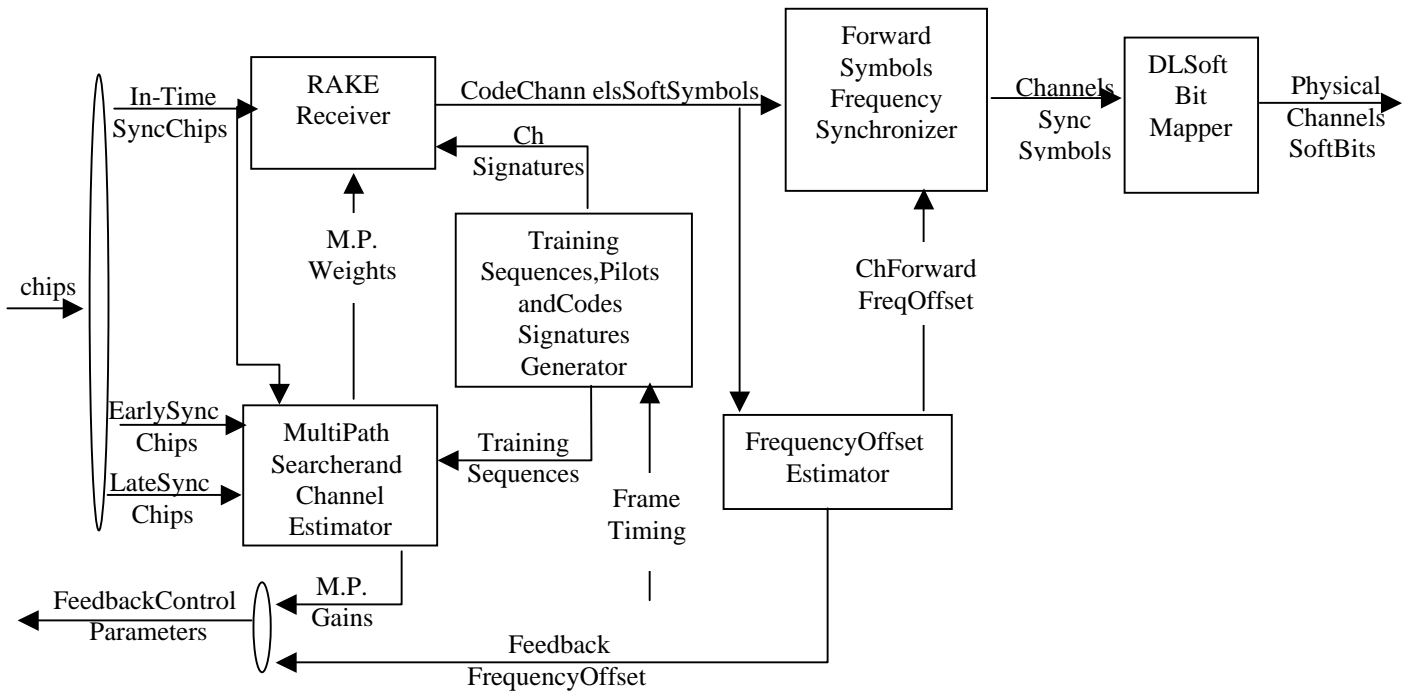 chips
In-Time
SyncChips
EarlySync
Chips
LateSync
Chips
RAKE
Receiver
CodeChann elsSoftSymbols
Ch
Signatures
M.P.
Weights
Training
Sequences,Pilots
andCodes
Signatures
Generator
MultiPath
Searcherand
Channel
Estimator
Training
Sequences
Frame
Timing
M.P.
Gains
FeedbackControl
Parameters
Feedback
FrequencyOffset
Forward
Symbols
Frequency
Synchronizer
ChForward
FreqOffset
FrequencyOffset
Estimator
Channels
Sync
Symbols
DLSoft
Bit
Mapper
Physical
Channels
SoftBits